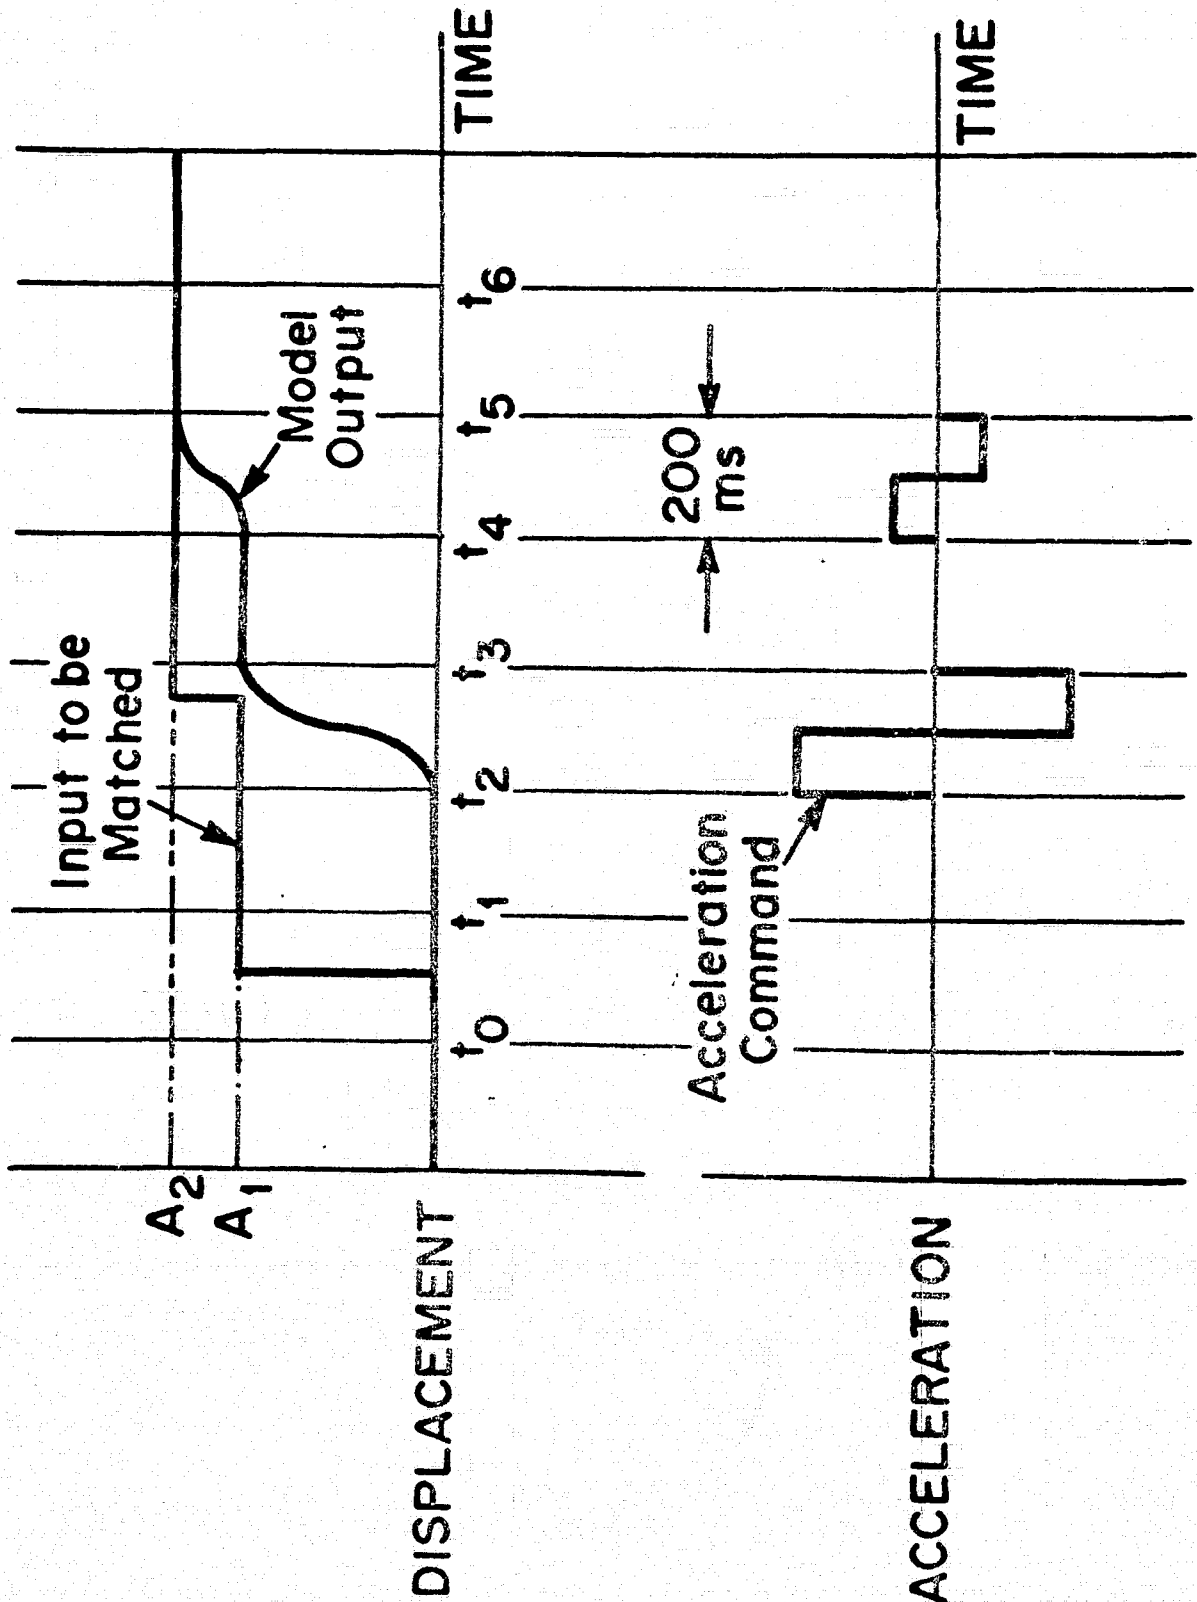 A2
A1
Input to be
Matched
Model
Output
DISPLACEMENT
t0
t1
t2
t3
t4
t5
t6
TIME
200
ms
Acceleration
Command
ACCELERATION
TIME